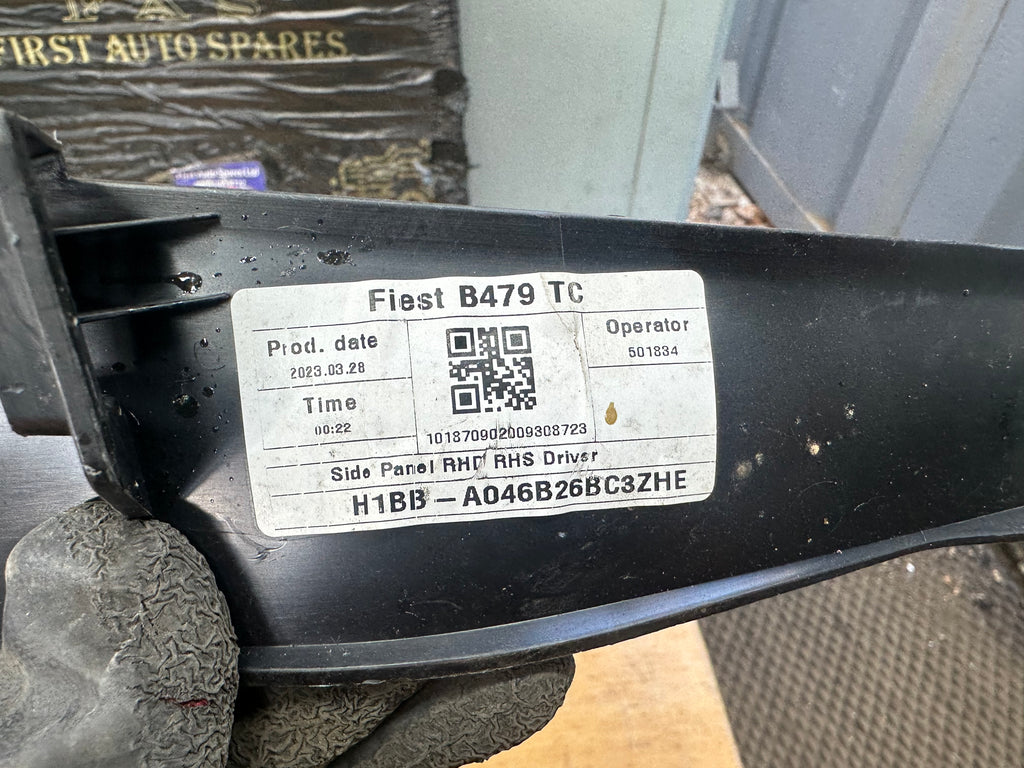 FAS
FIRST AUTO SPARES
Fiest B479 TC
Prod. date
2023.03.28
Time
00:22
101870902009308723
Operator
501834
Side Panel RHD RHS Driver
H1BB - A046B26BC3ZHE